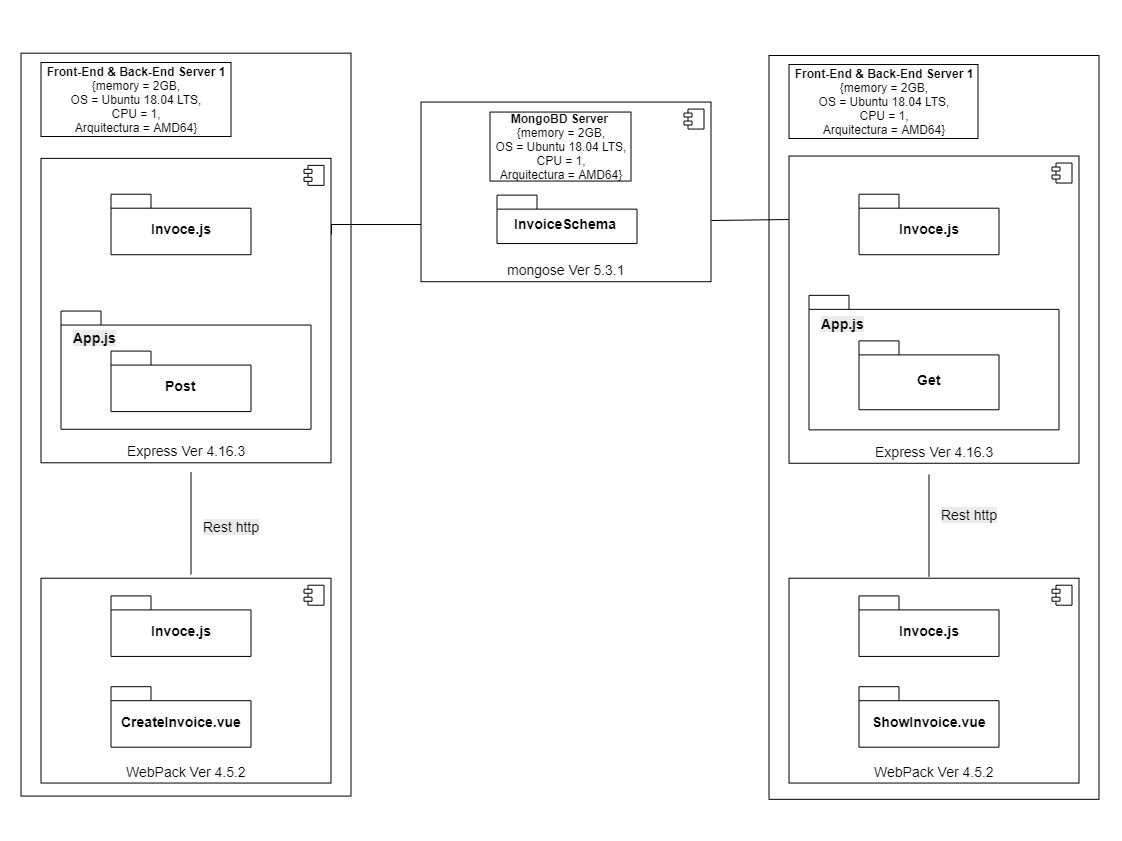 Front-End & Back-End Server 1
{memory = 2GB,
OS = Ubuntu 18.04 LTS,
CPU = 1,
Arquitectura = AMD64}
Invoce.js
App.js
Post
Express Ver 4.16.3
Rest http
Invoce.js
CreateInvoice.vue
WebPack Ver 4.5.2
MongoBD Server
{memory = 2GB,
OS = Ubuntu 18.04 LTS,
CPU = 1,
Arquitectura = AMD64}
InvoiceSchema
mongose Ver 5.3.1
Front-End & Back-End Server 1
{memory = 2GB,
OS = Ubuntu 18.04 LTS,
CPU = 1,
Arquitectura = AMD64}
Invoce.js
App.js
Get
Express Ver 4.16.3
Rest http
Invoce.js
ShowInvoice.vue
WebPack Ver 4.5.2